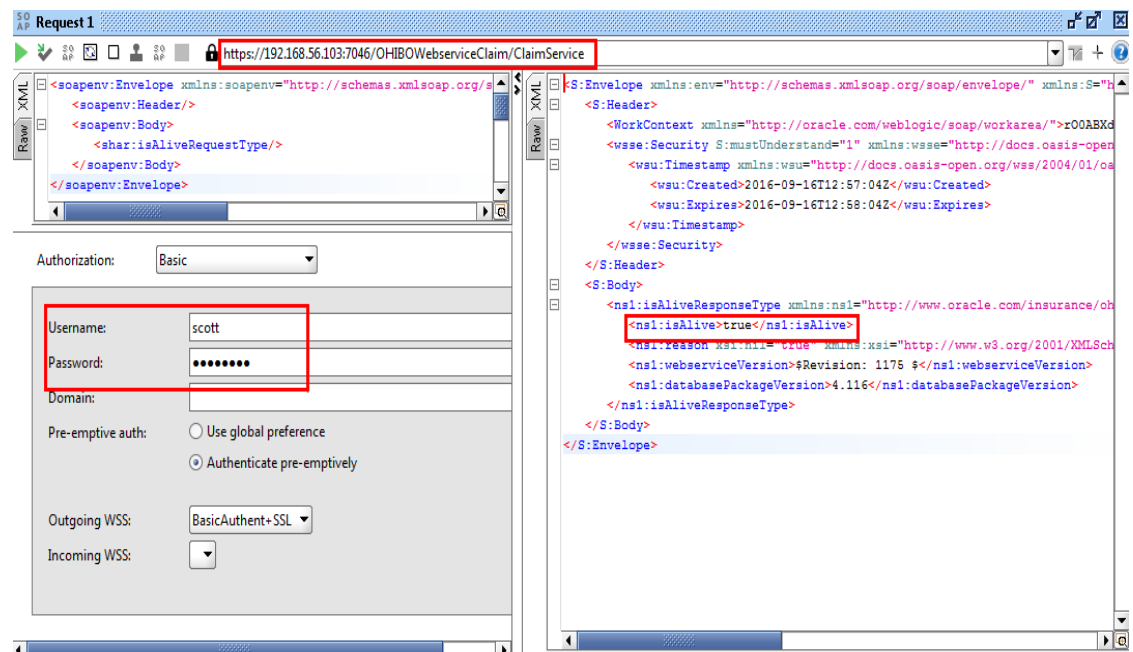 SO AP Request 1
https://192.168.56.103:7046/OHIBOWebserviceClaim/ClaimService
XML
Raw
<soapenv:Envelope xmlns:soapenv="http://schemas.xmlsoap.org/s
<soapenv:Header/>
<soapenv:Body>
<shar:isAliveRequestType/>
</soapenv:Body>
</soapenv:Envelope>
Authorization: Basic
Username: scott
Password: ••••••••
Domain:
Pre-emptive auth: Use global preference
Authenticate pre-emptively
Outgoing WSS: BasicAuthent+SSL
Incoming WSS:
XML
Raw
<S:Envelope xmlns:env="http://schemas.xmlsoap.org/soap/envelope/" xmlns:S="h
<S:Header>
<WorkContext xmlns="http://oracle.com/weblogic/soap/workarea/">rO0ABXd
<wsse:Security S:mustUnderstand="1" xmlns:wsse="http://docs.oasis-open
<wsu:Timestamp xmlns:wsu="http://docs.oasis-open.org/wss/2004/01/oa
<wsu:Created>2016-09-16T12:57:04Z</wsu:Created>
<wsu:Expires>2016-09-16T12:58:04Z</wsu:Expires>
</wsu:Timestamp>
</wsse:Security>
</S:Header>
<S:Body>
<ns1:isAliveResponseType xmlns:ns1="http://www.oracle.com/insurance/oh
<ns1:isAlive>true</ns1:isAlive>
<ns1:reason xsi:nil="true" xmlns:xsi="http://www.w3.org/2001/XMLSch
<ns1:webserviceVersion>$Revision: 1175 $</ns1:webserviceVersion>
<ns1:databasePackageVersion>4.116</ns1:databasePackageVersion>
</ns1:isAliveResponseType>
</S:Body>
</S:Envelope>